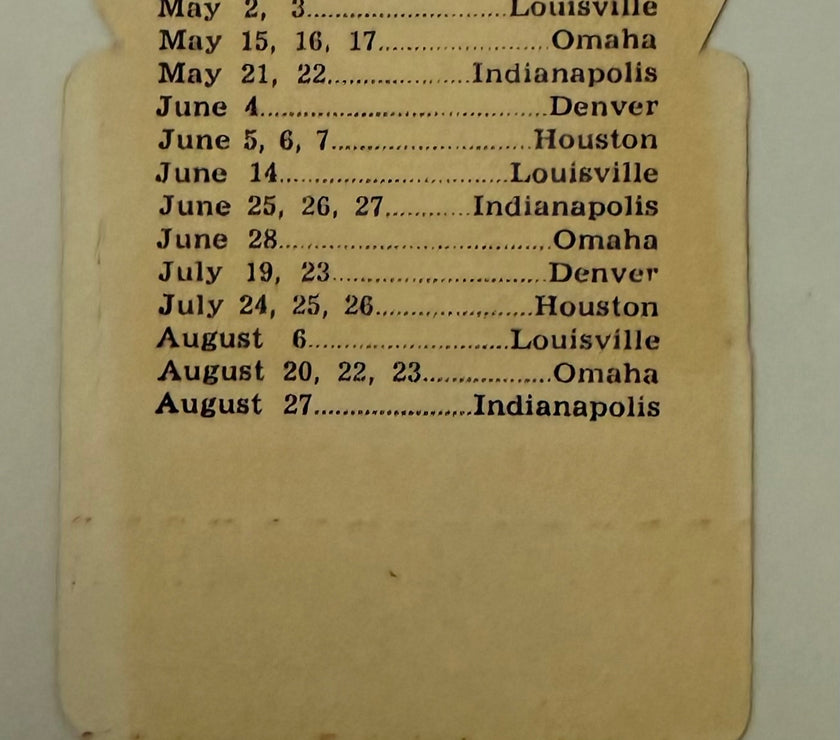 May 2, 3..............................Louisville
May 15, 16, 17..........................Omaha
May 21, 22......................Indianapolis
June 4...........................................Denver
June 5, 6, 7..............................Houston
June 14...................................Louisville
June 25, 26, 27.............Indianapolis
June 28.........................................Omaha
July 19, 23.................................Denver
July 24, 25, 26........................Houston
August 6...............................Louisville
August 20, 22, 23...................Omaha
August 27.......................Indianapolis